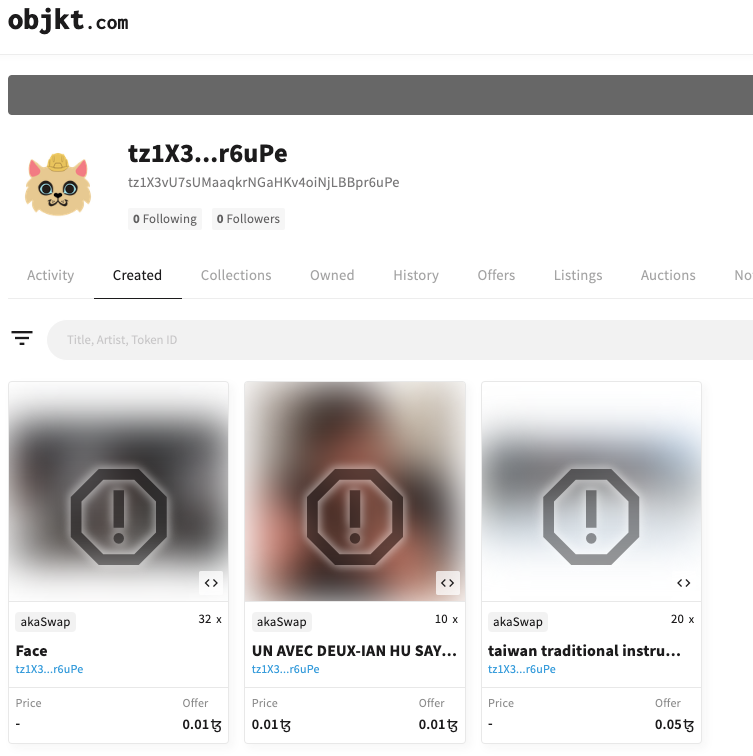 objkt.com
tz1X3...r6uPe
tz1X3vU7sUMaaqkrNGaHKv4oiNjLBBpr6uPe
0 Following 0 Followers
Activity Created Collections Owned History Offers Listings Auctions No
Title, Artist, Token ID
akaSwap 32 x
Face
tz1X3...r6uPe
Price Offer
- 0.01ꜩ
akaSwap 10 x
UN AVEC DEUX-IAN HU SAY...
tz1X3...r6uPe
Price Offer
0.01ꜩ 0.01ꜩ
akaSwap 20 x
taiwan traditional instru...
tz1X3...r6uPe
Price Offer
- 0.05ꜩ